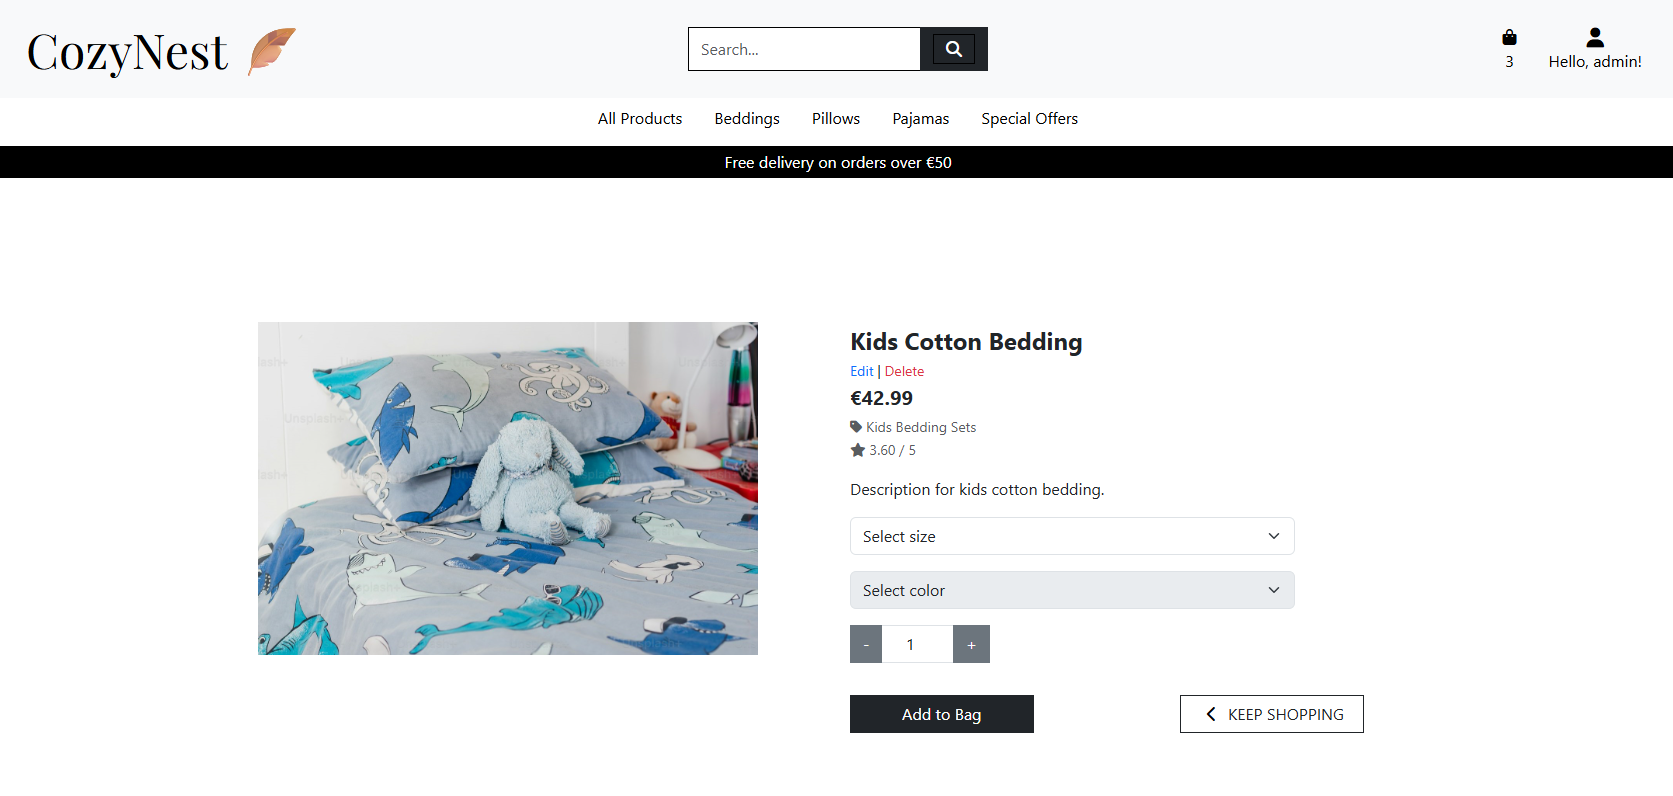 CozyNest
Search...
3
Hello, admin!
All Products
Beddings
Pillows
Pajamas
Special Offers
Free delivery on orders over €50
Kids Cotton Bedding
Edit | Delete
€42.99
Kids Bedding Sets
3.60 / 5
Description for kids cotton bedding.
Select size
Select color
- 1 +
Add to Bag
KEEP SHOPPING
Unsplash+